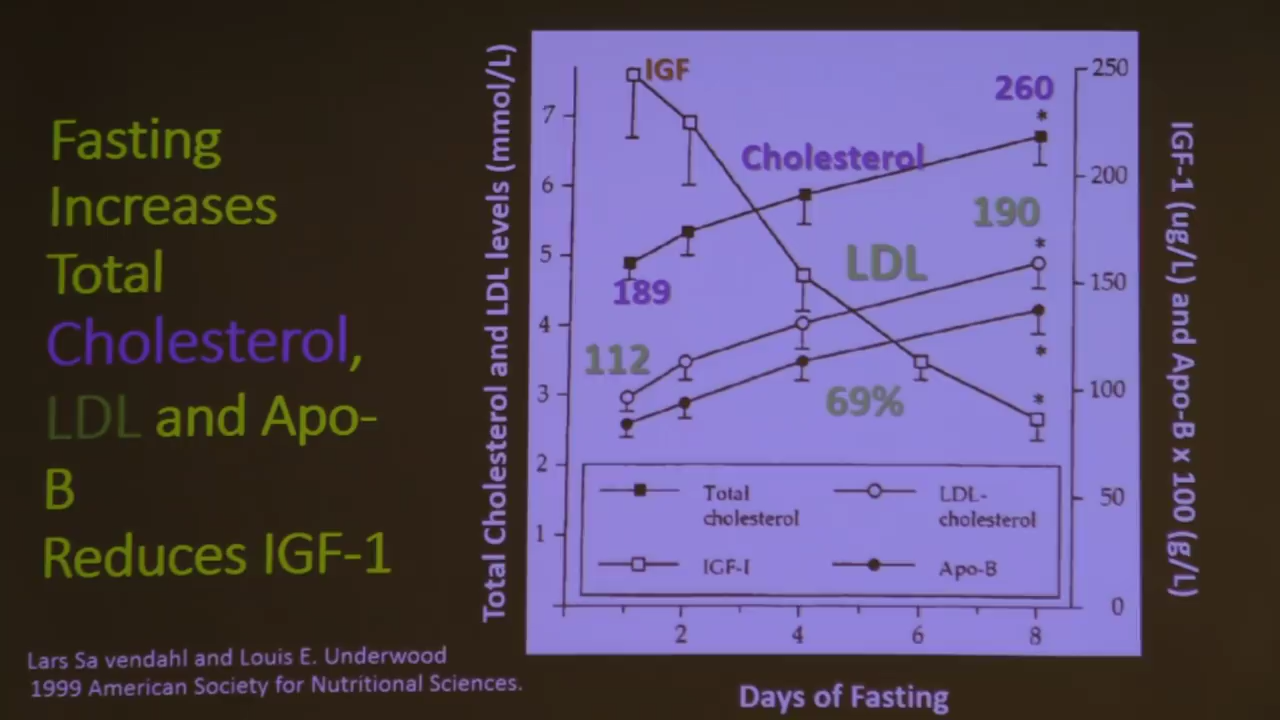 Fasting
Increases
Total
Cholesterol,
LDL and Apo-
B
Reduces IGF-1
Lars Sa vendahl and Louis E. Underwood
1999 American Society for Nutritional Sciences.
Total Cholesterol and LDL levels (mmol/L)
7
6
5
4
3
2
1
IGF
260
*
Cholesterol
190
*
LDL
189
112
*
69%
*
Total
cholesterol
LDL-
cholesterol
IGF-I
Apo-B
250
200
150
100
50
0
IGF-1 (ug/L) and Apo-B x 100 (g/L)
2
4
6
8
Days of Fasting